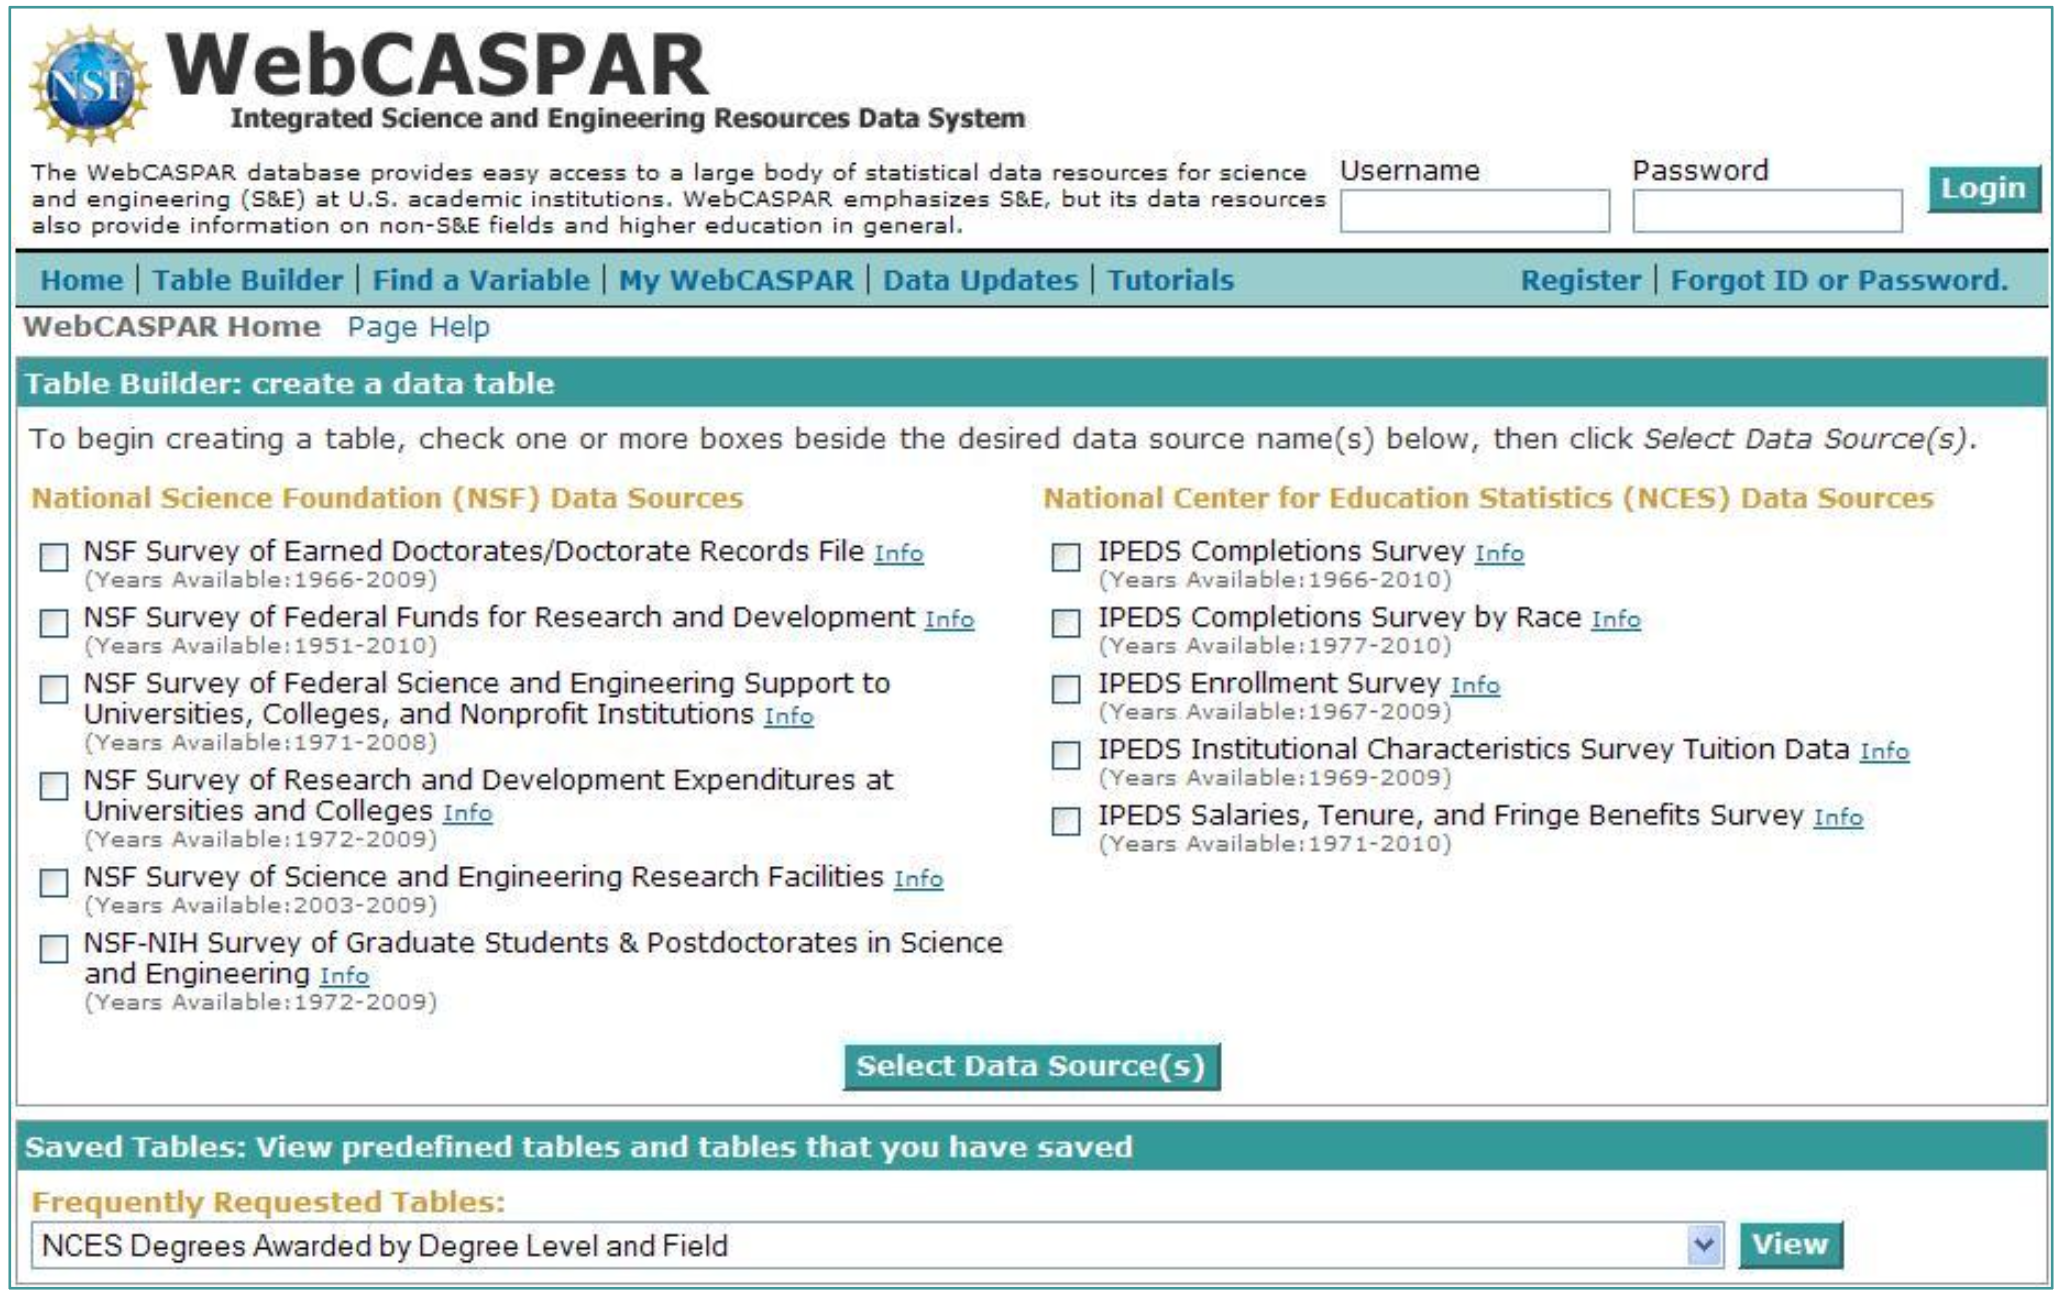 NSF
WebCASPAR
Integrated Science and Engineering Resources Data System
The WebCASPAR database provides easy access to a large body of statistical data resources for science
and engineering (S&E) at U.S. academic institutions. WebCASPAR emphasizes S&E, but its data resources
also provide information on non-S&E fields and higher education in general.
Username
Password
Login
Home | Table Builder | Find a Variable | My WebCASPAR | Data Updates | Tutorials
Register | Forgot ID or Password.
WebCASPAR Home Page Help
Table Builder: create a data table
To begin creating a table, check one or more boxes beside the desired data source name(s) below, then click Select Data Source(s).
National Science Foundation (NSF) Data Sources
NSF Survey of Earned Doctorates/Doctorate Records File Info
(Years Available:1966-2009)
NSF Survey of Federal Funds for Research and Development Info
(Years Available:1951-2010)
NSF Survey of Federal Science and Engineering Support to
Universities, Colleges, and Nonprofit Institutions Info
(Years Available:1971-2008)
NSF Survey of Research and Development Expenditures at
Universities and Colleges Info
(Years Available:1972-2009)
NSF Survey of Science and Engineering Research Facilities Info
(Years Available:2003-2009)
NSF-NIH Survey of Graduate Students & Postdoctorates in Science
and Engineering Info
(Years Available:1972-2009)
National Center for Education Statistics (NCES) Data Sources
IPEDS Completions Survey Info
(Years Available:1966-2010)
IPEDS Completions Survey by Race Info
(Years Available:1977-2010)
IPEDS Enrollment Survey Info
(Years Available:1967-2009)
IPEDS Institutional Characteristics Survey Tuition Data Info
(Years Available:1969-2009)
IPEDS Salaries, Tenure, and Fringe Benefits Survey Info
(Years Available:1971-2010)
Select Data Source(s)
Saved Tables: View predefined tables and tables that you have saved
Frequently Requested Tables:
NCES Degrees Awarded by Degree Level and Field
View